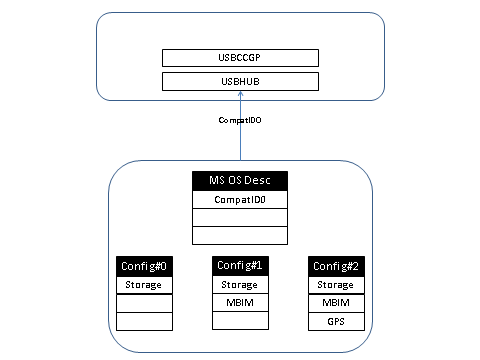 USBCCGP
USBHUB
CompatID0
MS OS Desc
CompatID0
Config#0
Storage
Config#1
Storage
MBIM
Config#2
Storage
MBIM
GPS